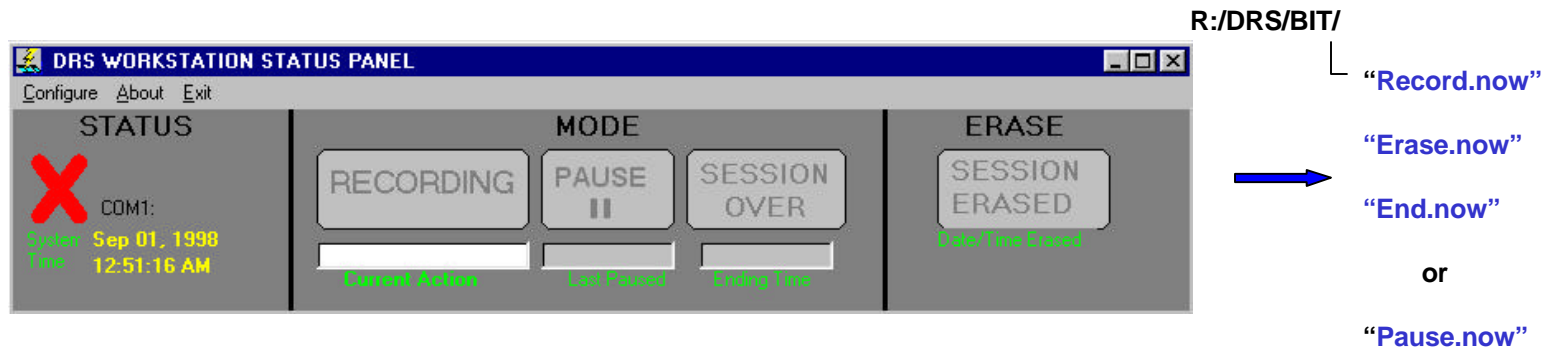 R:/DRS/BIT/
DRS WORKSTATION STATUS PANEL
Configure About Exit
STATUS
COM1:
System Time
Sep 01, 1998
12:51:16 AM
MODE
RECORDING
PAUSE
SESSION OVER
Current Action
Last Paused
Ending Time
ERASE
SESSION
ERASED
Date/Time Erased
“Record.now”
“Erase.now”
“End.now”
or
“Pause.now”